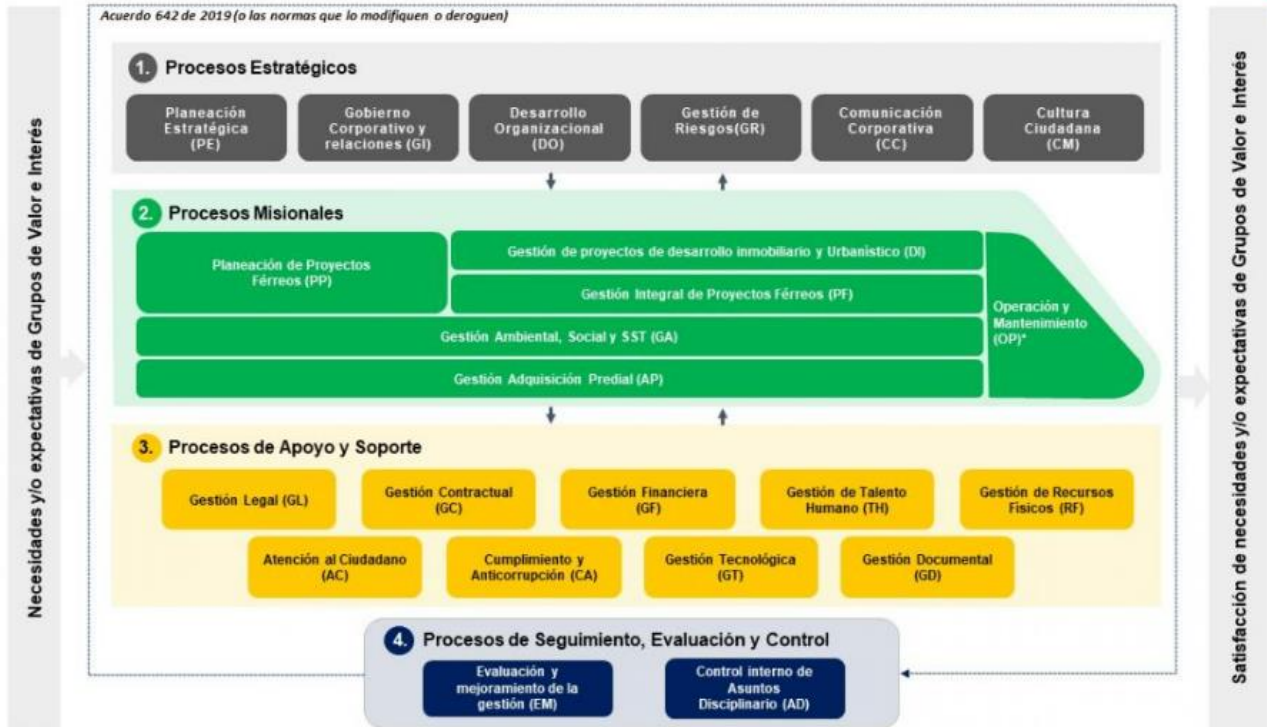 Acuerdo 642 de 2019 (o las normas que lo modifiquen o deroguen)
Necesidades y/o expectativas de Grupos de Valor e Interés
1. Procesos Estratégicos
Planeación
Estratégica
(PE)
Gobierno
Corporativo y
relaciones (GI)
Desarrollo
Organizacional
(DO)
Gestión de
Riesgos(GR)
Comunicación
Corporativa
(CC)
Cultura
Ciudadana
(CM)
2. Procesos Misionales
Planeación de Proyectos
Férreos (PP)
Gestión de proyectos de desarrollo inmobiliario y Urbanístico (DI)
Gestión Integral de Proyectos Férreos (PF)
Gestión Ambiental, Social y SST (GA)
Gestión Adquisición Predial (AP)
Operación y
Mantenimiento
(OP)*
3. Procesos de Apoyo y Soporte
Gestión Legal (GL)
Gestión Contractual
(GC)
Gestión Financiera
(GF)
Gestión de Talento
Humano (TH)
Gestión de Recursos
Físicos (RF)
Atención al Ciudadano
(AC)
Cumplimiento y
Anticorrupción (CA)
Gestión Tecnológica
(GT)
Gestión Documental
(GD)
4. Procesos de Seguimiento, Evaluación y Control
Evaluación y
mejoramiento de la
gestión (EM)
Control interno de
Asuntos
Disciplinario (AD)
Satisfacción de necesidades y/o expectativas de Grupos de Valor e Interés